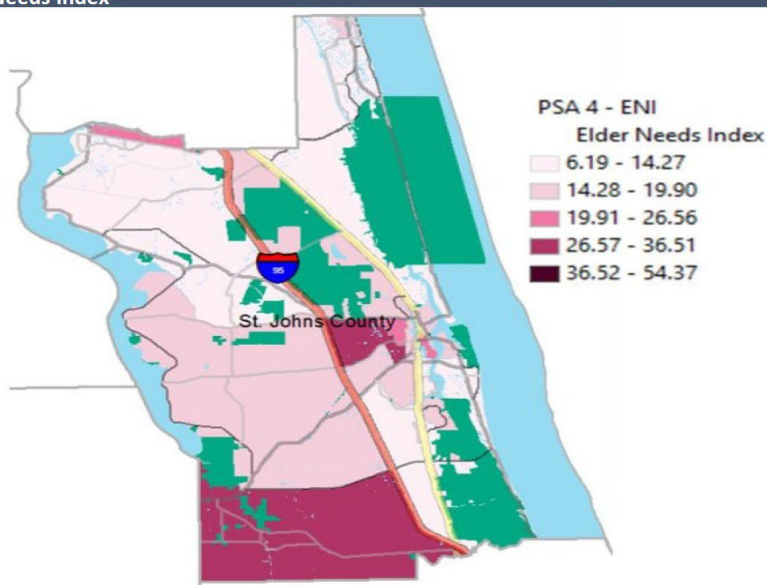 Needs Index
PSA 4 - ENI
Elder Needs Index
6.19 - 14.27
14.28 - 19.90
19.91 - 26.56
26.57 - 36.51
36.52 - 54.37
95
St. Johns County